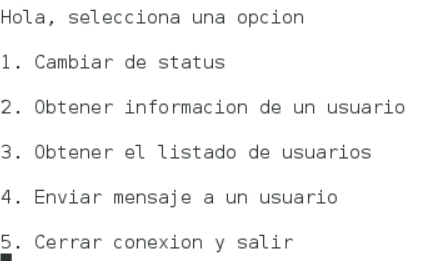 Hola, selecciona una opcion
1. Cambiar de status
2. Obtener informacion de un usuario
3. Obtener el listado de usuarios
4. Enviar mensaje a un usuario
5. Cerrar conexion y salir